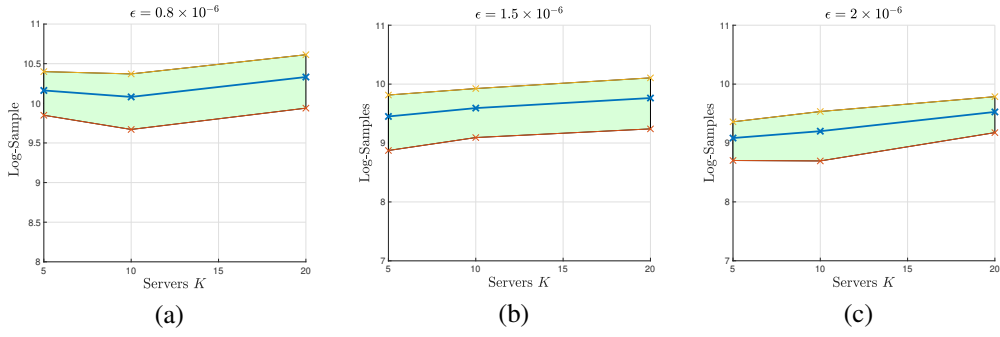 ϵ = 0.8 × 10⁻⁶
11
10.5
10
9.5
9
8.5
8
Log-Sample
5
10
15
20
Servers K
(a)
ϵ = 1.5 × 10⁻⁶
11
10
9
8
7
Log-Samples
5
10
15
20
Servers K
(b)
ϵ = 2 × 10⁻⁶
11
10
9
8
7
Log-Samples
5
10
15
20
Servers K
(c)